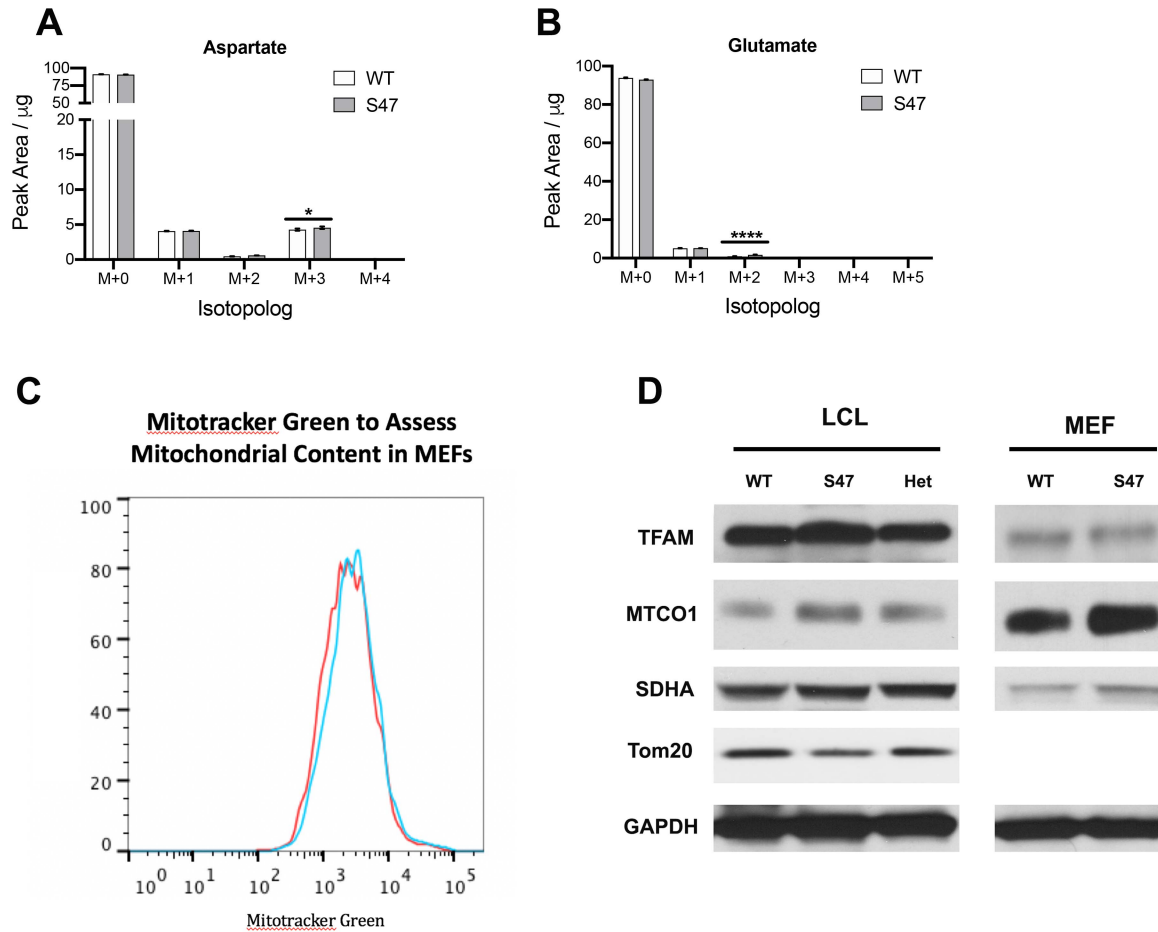 A
Aspartate
100
75
50
20
15
10
5
0
Peak Area / μg
WT
S47
*
M+0 M+1 M+2 M+3 M+4
Isotopolog
B
Glutamate
100
80
60
40
20
0
Peak Area / μg
WT
S47
****
M+0 M+1 M+2 M+3 M+4 M+5
Isotopolog
C
Mitotracker Green to Assess
Mitochondrial Content in MEFs
100
80
60
40
20
0
10^0 10^1 10^2 10^3 10^4 10^5
Mitotracker Green
D
LCL MEF
WT S47 Het WT S47
TFAM
MTCO1
SDHA
Tom20
GAPDH